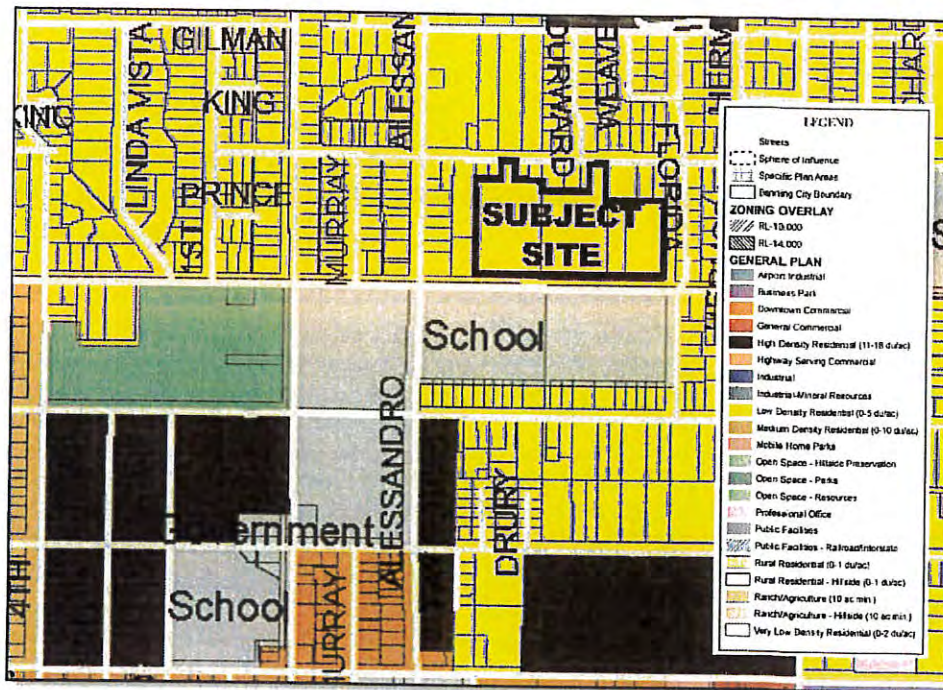 GILMAN
LINDA VISTA
KING
KING
PRINCE
1ST
MURRAY
ALESSAN
DURWARD
WEAVE
HERM
CHAR
FLORIDA
SUBJECT
SITE
School
ALESSANDRO
Government
School
4TH
MURRAY
URRAY
DRURY
LEGEND
Streets
Sphere of Influence
Specific Plan Areas
Banning City Boundary
ZONING OVERLAY
RL-10,000
RL-14,000
GENERAL PLAN
Airport Industrial
Business Park
Downtown Commercial
General Commercial
High Density Residential (11-18 du/ac)
Highway Serving Commercial
Industrial
Industrial-Mineral Resources
Low Density Residential (0-5 du/ac)
Medium Density Residential (0-10 du/ac)
Mobile Home Parks
Open Space - Hillside Preservation
Open Space - Parks
Open Space - Resources
Professional Office
Public Facilities
Public Facilities - Railroad/Interstate
Rural Residential (0-1 du/ac)
Rural Residential - Hillside (0-1 du/ac)
Ranch/Agriculture (10 ac min.)
Ranch/Agriculture - Hillside (10 ac min.)
Very Low Density Residential (0-2 du/ac)